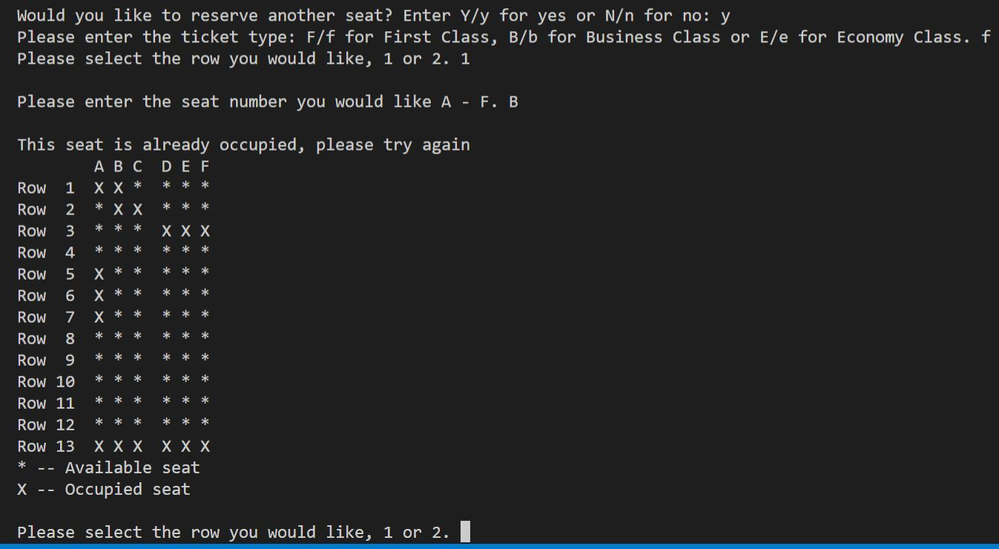 Would you like to reserve another seat? Enter Y/y for yes or N/n for no: y
Please enter the ticket type: F/f for First Class, B/b for Business Class or E/e for Economy Class. f
Please select the row you would like, 1 or 2. 1
Please enter the seat number you would like A - F. B
This seat is already occupied, please try again
A B C  D E F
Row  1  X X *  * * *
Row  2  * X X  * * *
Row  3  * * *  X X X
Row  4  * * *  * * *
Row  5  X * *  * * *
Row  6  X * *  * * *
Row  7  X * *  * * *
Row  8  * * *  * * *
Row  9  * * *  * * *
Row 10  * * *  * * *
Row 11  * * *  * * *
Row 12  * * *  * * *
Row 13  X X X  X X X
* -- Available seat
X -- Occupied seat
Please select the row you would like, 1 or 2.